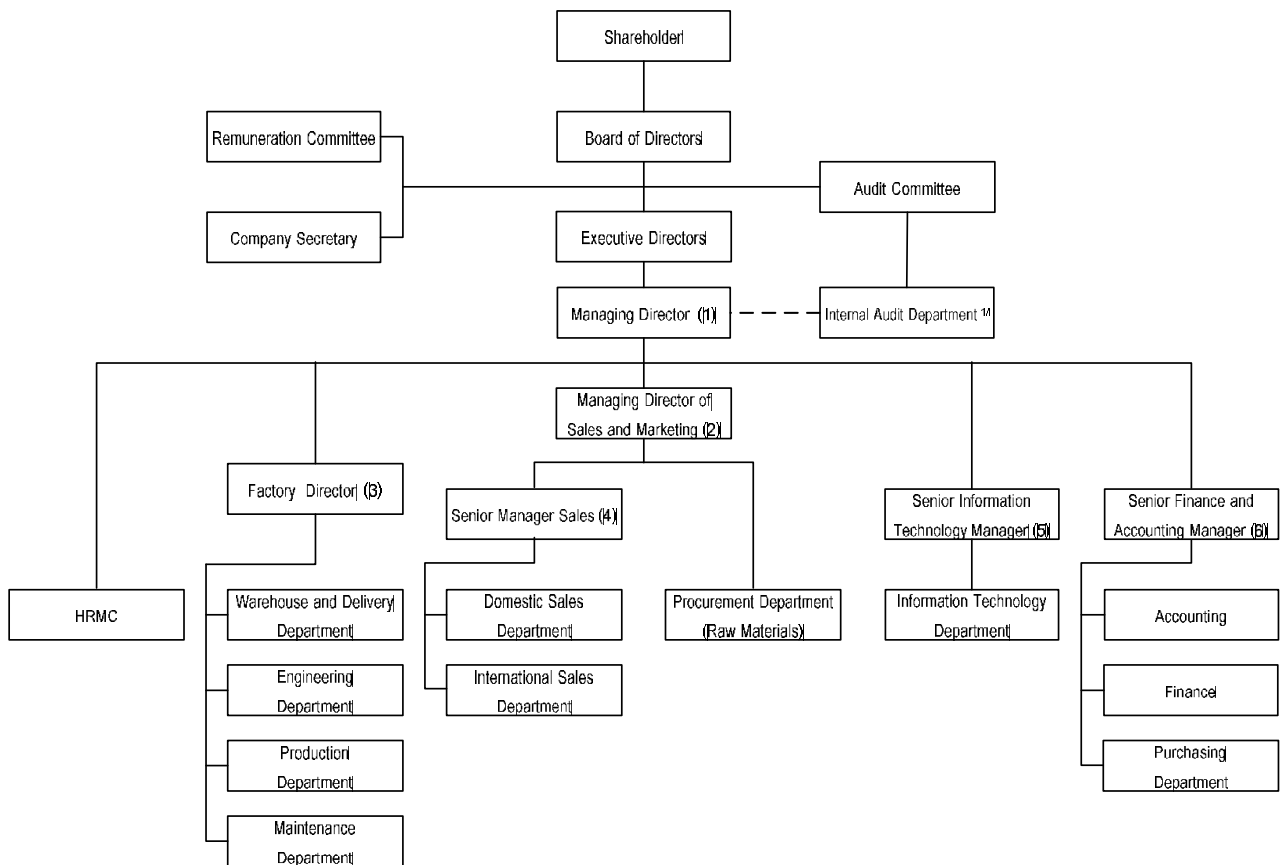 Shareholder
Remuneration Committee
Board of Directors
Audit Committee
Company Secretary
Executive Directors
Managing Director (1)
Internal Audit Department 1/
Managing Director of
Sales and Marketing (2)
Factory Director (3)
Senior Manager Sales (4)
Senior Information
Technology Manager (5)
Senior Finance and
Accounting Manager (6)
HRMC
Warehouse and Delivery
Department
Domestic Sales
Department
Procurement Department
(Raw Materials)
Information Technology
Department
Accounting
Engineering
Department
International Sales
Department
Finance
Production
Department
Purchasing
Department
Maintenance
Department